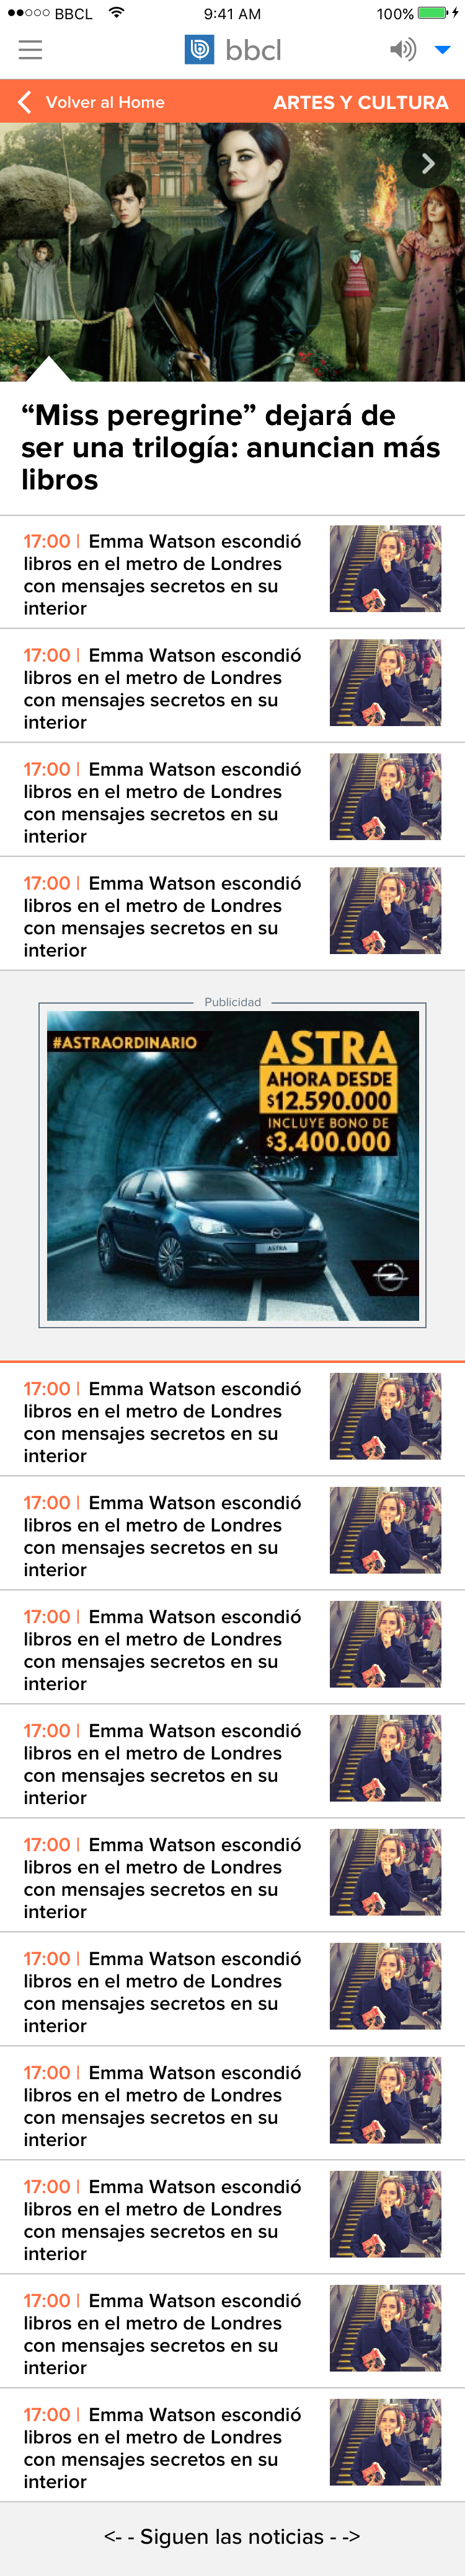 BBCL
9:41 AM
100%
bbcl
Volver al Home
ARTES Y CULTURA
“Miss peregrine” dejará de
ser una trilogía: anuncian más
libros
17:00 | Emma Watson escondió
libros en el metro de Londres
con mensajes secretos en su
interior
17:00 | Emma Watson escondió
libros en el metro de Londres
con mensajes secretos en su
interior
17:00 | Emma Watson escondió
libros en el metro de Londres
con mensajes secretos en su
interior
17:00 | Emma Watson escondió
libros en el metro de Londres
con mensajes secretos en su
interior
Publicidad
#ASTRAORDINARIO
ASTRA
AHORA DESDE
$12.590.000
INCLUYE BONO DE
$3.400.000
ASTRA
17:00 | Emma Watson escondió
libros en el metro de Londres
con mensajes secretos en su
interior
17:00 | Emma Watson escondió
libros en el metro de Londres
con mensajes secretos en su
interior
17:00 | Emma Watson escondió
libros en el metro de Londres
con mensajes secretos en su
interior
17:00 | Emma Watson escondió
libros en el metro de Londres
con mensajes secretos en su
interior
17:00 | Emma Watson escondió
libros en el metro de Londres
con mensajes secretos en su
interior
17:00 | Emma Watson escondió
libros en el metro de Londres
con mensajes secretos en su
interior
17:00 | Emma Watson escondió
libros en el metro de Londres
con mensajes secretos en su
interior
17:00 | Emma Watson escondió
libros en el metro de Londres
con mensajes secretos en su
interior
17:00 | Emma Watson escondió
libros en el metro de Londres
con mensajes secretos en su
interior
17:00 | Emma Watson escondió
libros en el metro de Londres
con mensajes secretos en su
interior
<- - Siguen las noticias - ->